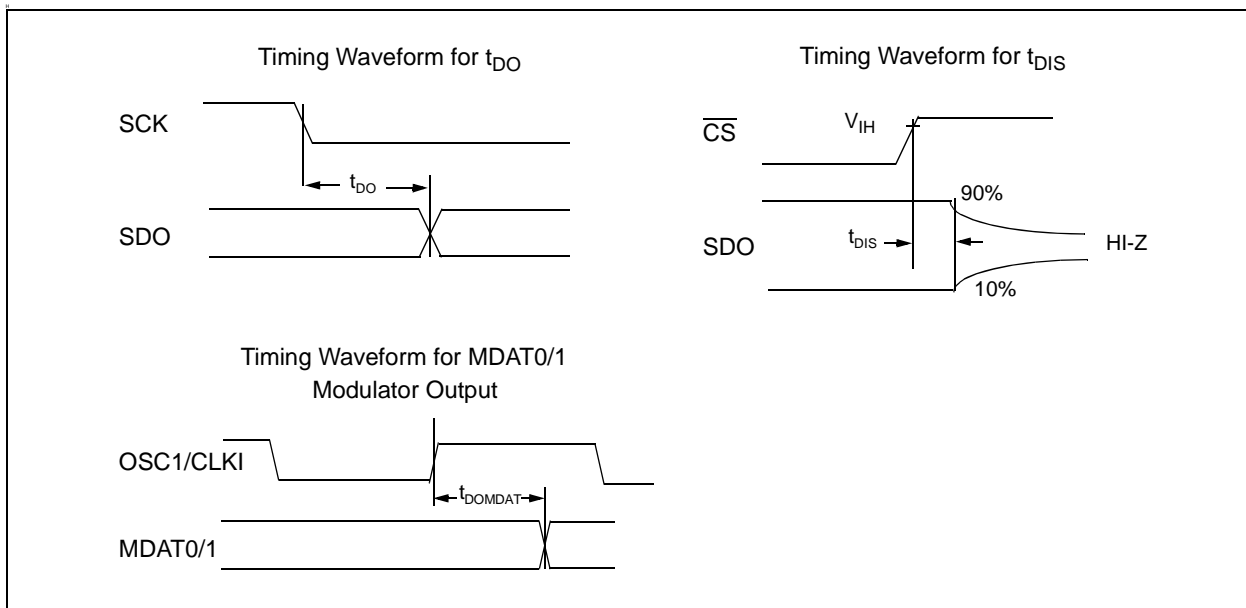 Timing Waveform for tDO
SCK
tDO
SDO
Timing Waveform for tDIS
CS
VIH
90%
SDO
tDIS
HI-Z
10%
Timing Waveform for MDAT0/1
Modulator Output
OSC1/CLKI
tDOMDAT
MDAT0/1